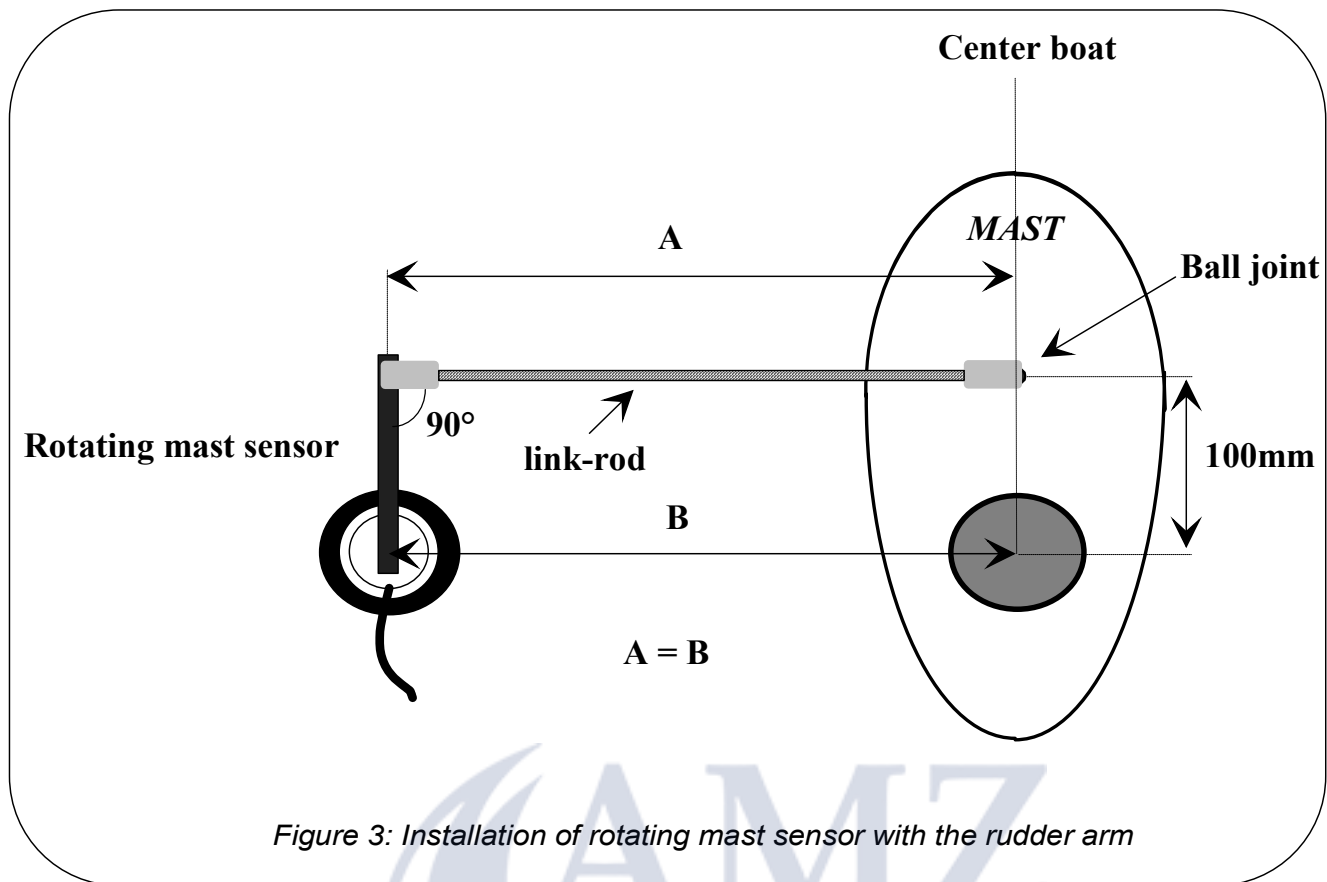 Center boat
MAST
A
Ball joint
90°
Rotating mast sensor
link-rod
100mm
B
A = B
AMZ
Figure 3: Installation of rotating mast sensor with the rudder arm